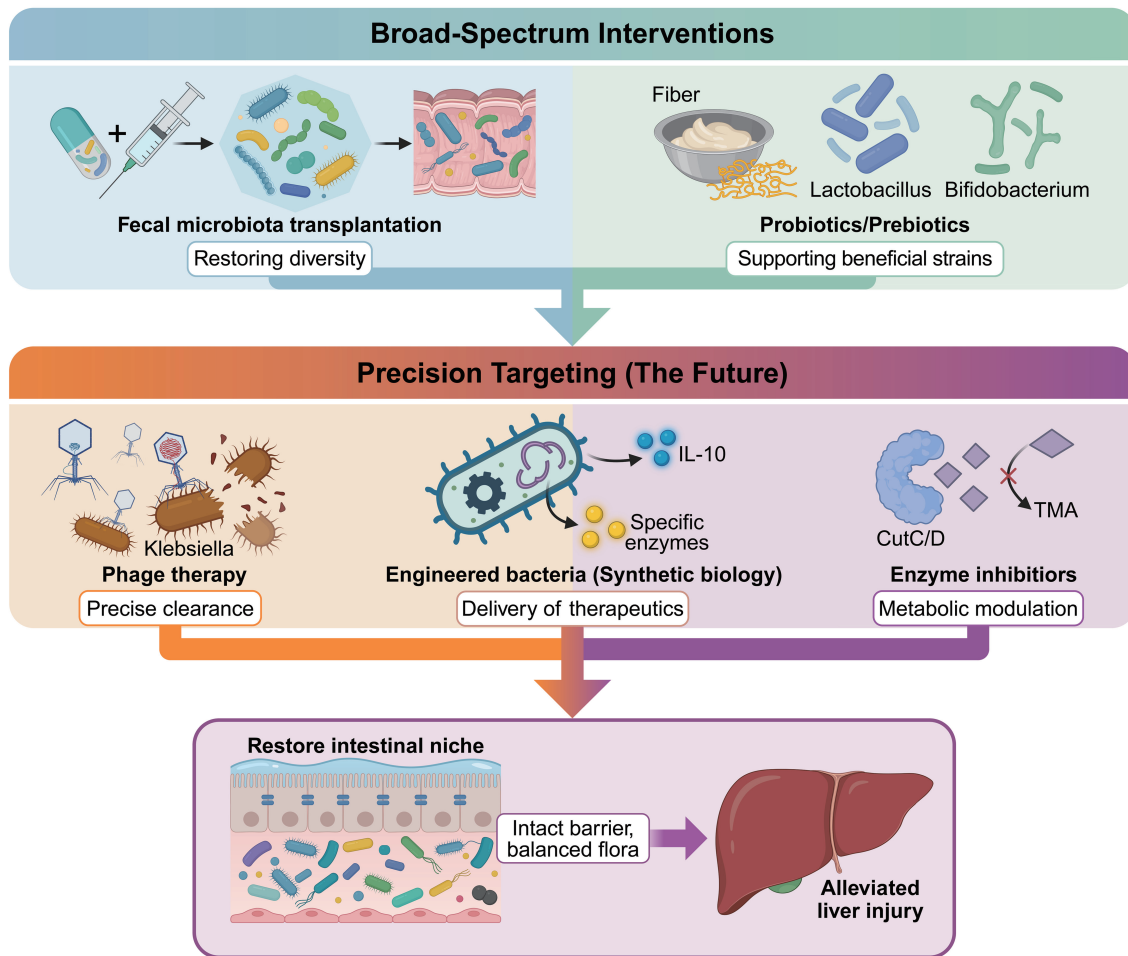 Broad-Spectrum Interventions
Fiber
Lactobacillus
Bifidobacterium
+
Fecal microbiota transplantation
Restoring diversity
Probiotics/Prebiotics
Supporting beneficial strains
Precision Targeting (The Future)
Klebsiella
Phage therapy
Precise clearance
IL-10
Specific
enzymes
Engineered bacteria (Synthetic biology)
Delivery of therapeutics
CutC/D
TMA
Enzyme inhibitiors
Metabolic modulation
Restore intestinal niche
Intact barrier,
balanced flora
Alleviated
liver injury